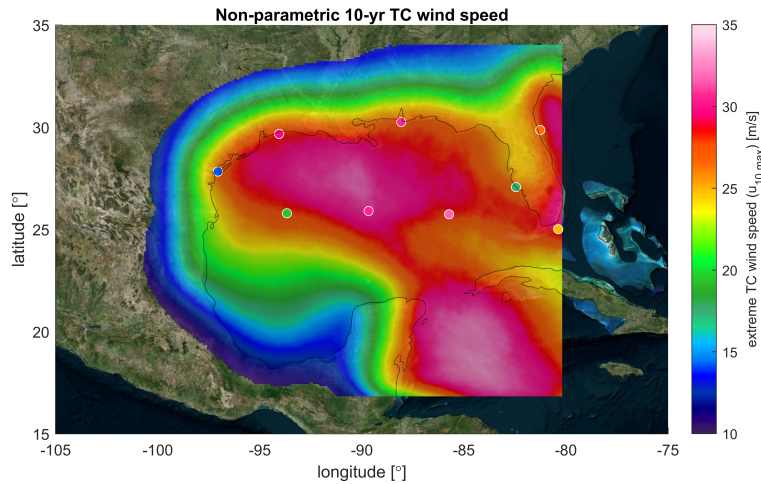 Non-parametric 10-yr TC wind speed
35
30
25
20
15
latitude [°]
-105 -100 -95 -90 -85 -80 -75
longitude [°]
35
30
25
20
15
10
extreme TC wind speed (u10,max) [m/s]